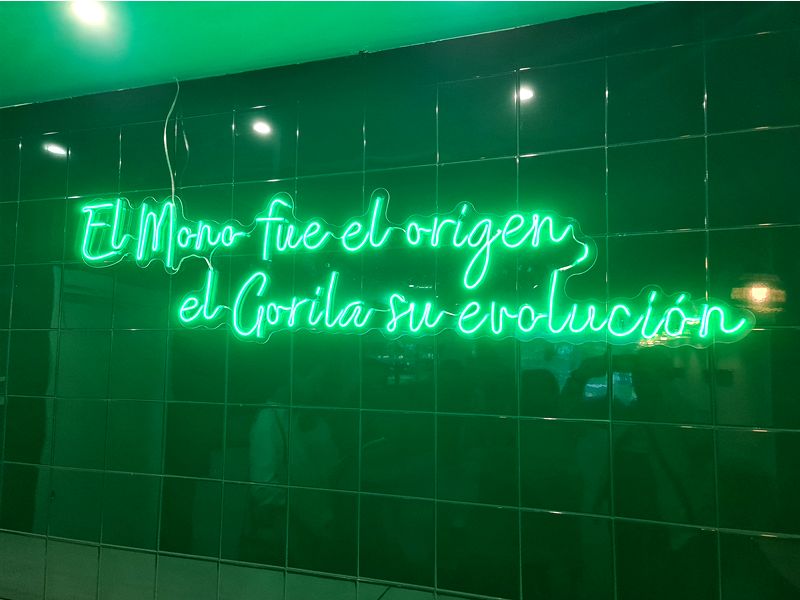 El Mono fue el origen,
el Gorila su evolución